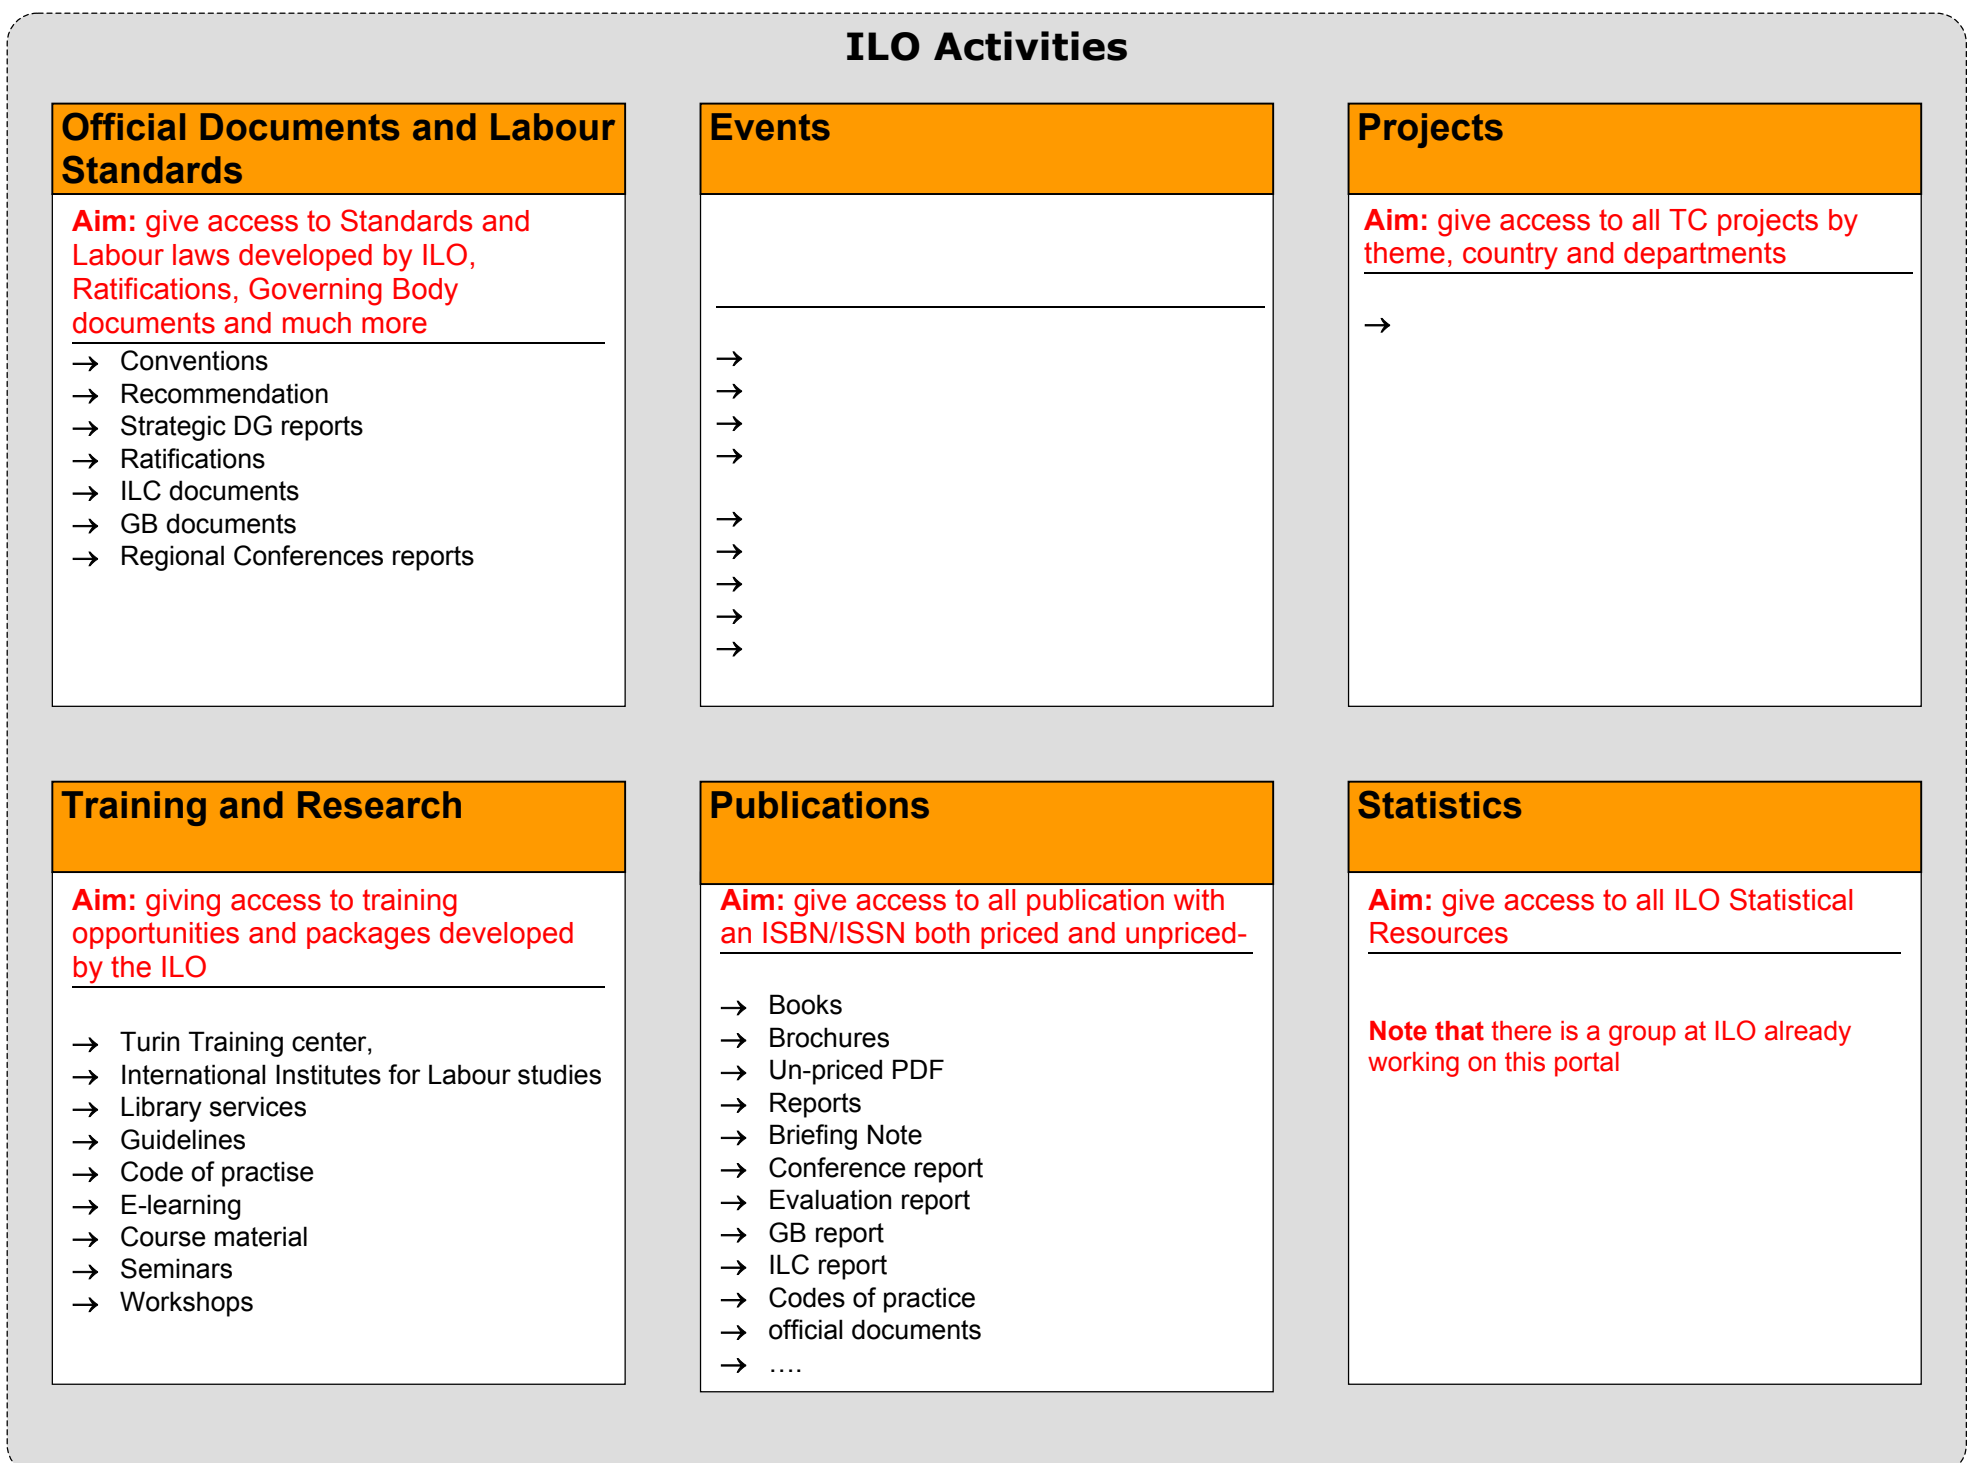 ILO Activities
Official Documents and Labour
Standards
Aim: give access to Standards and
Labour laws developed by ILO,
Ratifications, Governing Body
documents and much more
→ Conventions
→ Recommendation
→ Strategic DG reports
→ Ratifications
→ ILC documents
→ GB documents
→ Regional Conferences reports
Events
→
→
→
→
→
→
→
→
→
Projects
Aim: give access to all TC projects by
theme, country and departments
→
Training and Research
Aim: giving access to training
opportunities and packages developed
by the ILO
→ Turin Training center,
→ International Institutes for Labour studies
→ Library services
→ Guidelines
→ Code of practise
→ E-learning
→ Course material
→ Seminars
→ Workshops
Publications
Aim: give access to all publication with
an ISBN/ISSN both priced and unpriced-
→ Books
→ Brochures
→ Un-priced PDF
→ Reports
→ Briefing Note
→ Conference report
→ Evaluation report
→ GB report
→ ILC report
→ Codes of practice
→ official documents
→ ….
Statistics
Aim: give access to all ILO Statistical
Resources
Note that there is a group at ILO already
working on this portal